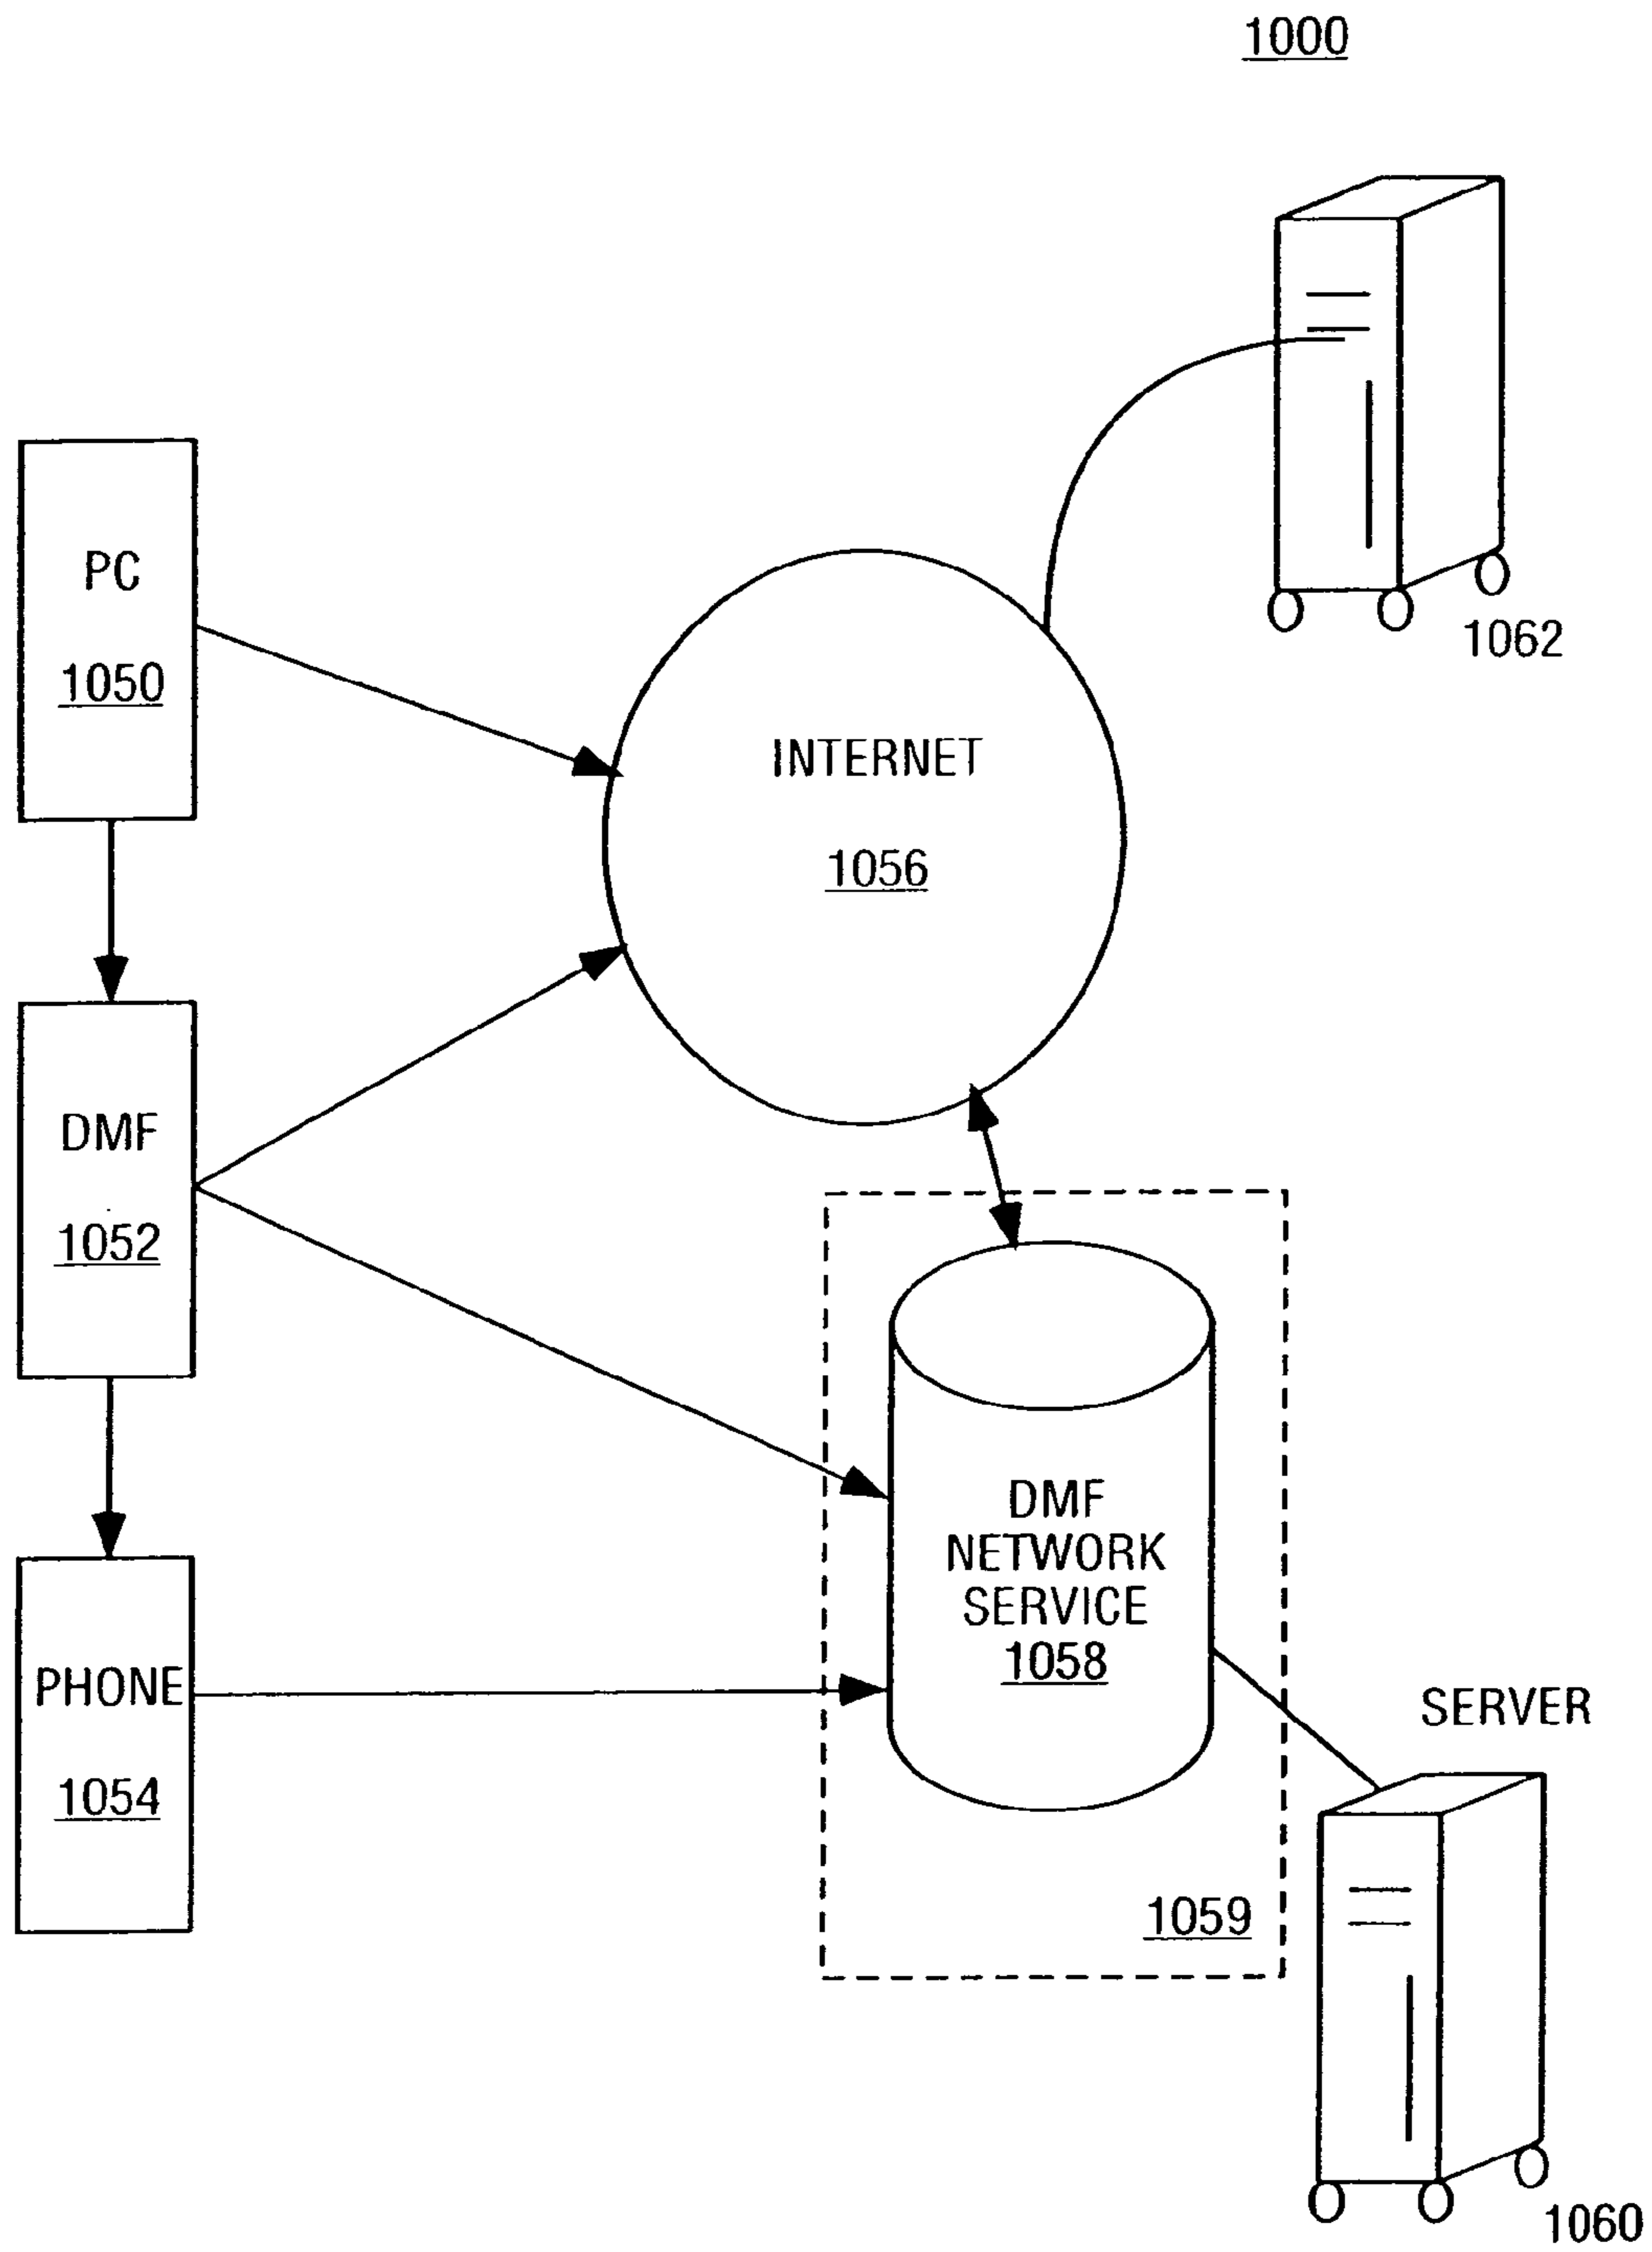 1000
1062
PC
1050
INTERNET
1056
DMF
1052
DMF
NETWORK
SERVICE
1058
PHONE
1054
SERVER
1059
1060